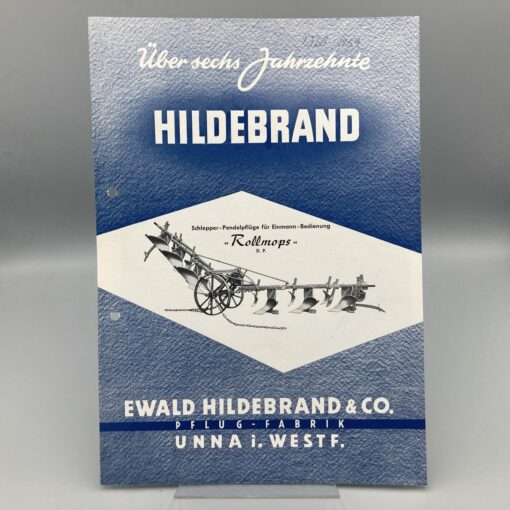 Über sechs Jahrzehnte
HILDEBRAND
Schlepper-Pendelpflüge für Einmann-Bedienung
„Rollmops“
D. P.
EWALD HILDEBRAND & CO.
PFLUG-FABRIK
UNNA i. WESTF.